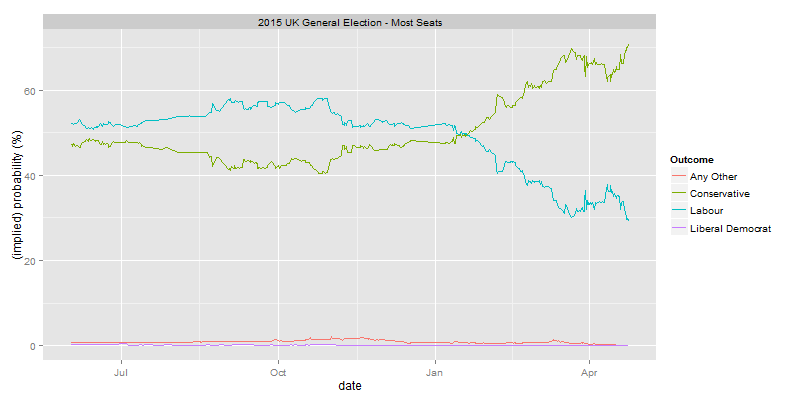 2015 UK General Election - Most Seats
(implied) probability (%)
60
40
20
0
Jul
Oct
Jan
Apr
date
Outcome
Any Other
Conservative
Labour
Liberal Democrat